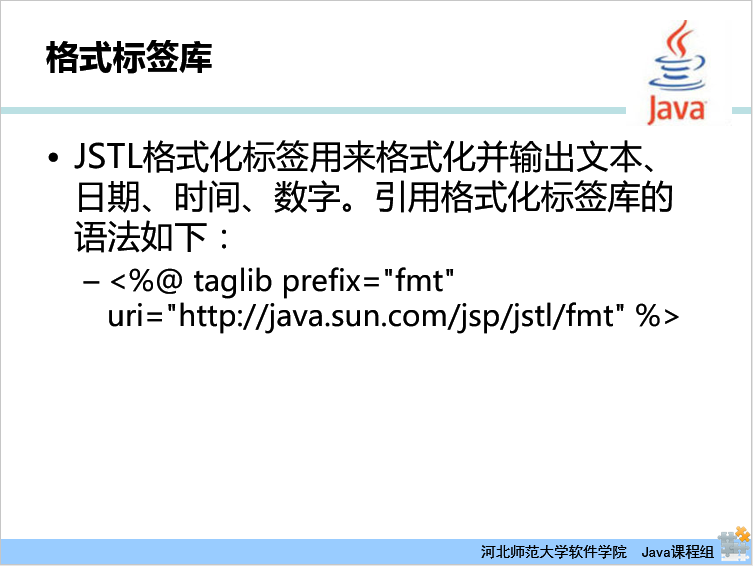 格式标签库
Java
• JSTL格式化标签用来格式化并输出文本、
日期、时间、数字。引用格式化标签库的
语法如下：
– <%@ taglib prefix="fmt"
uri="http://java.sun.com/jsp/jstl/fmt" %>
河北师范大学软件学院 Java课程组